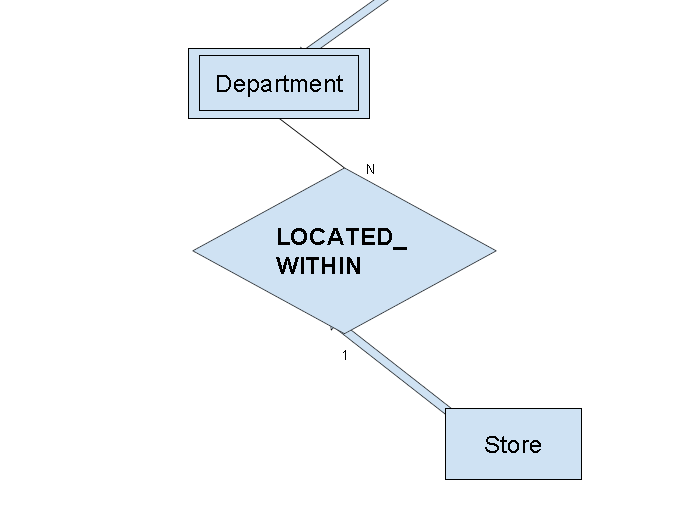 Department
N
LOCATED_
WITHIN
1
Store